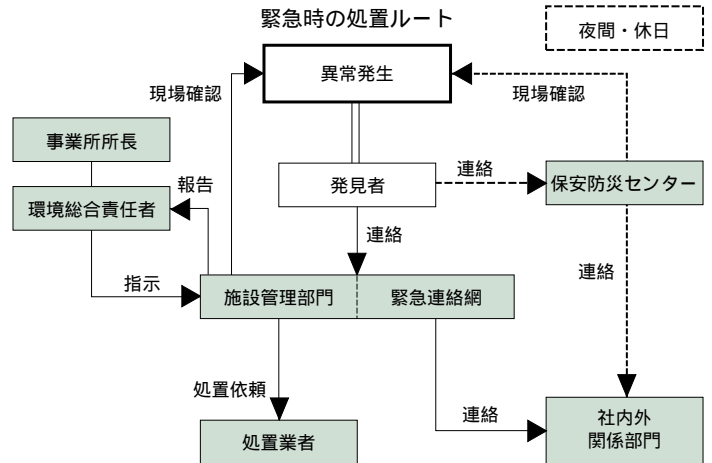 緊急時の処置ルート
夜間・休日
異常発生
現場確認
現場確認
事業所所長
発見者
連絡
保安防災センター
環境総合責任者
報告
連絡
指示
施設管理部門
緊急連絡網
連絡
処置依頼
連絡
処置業者
社内外
関係部門